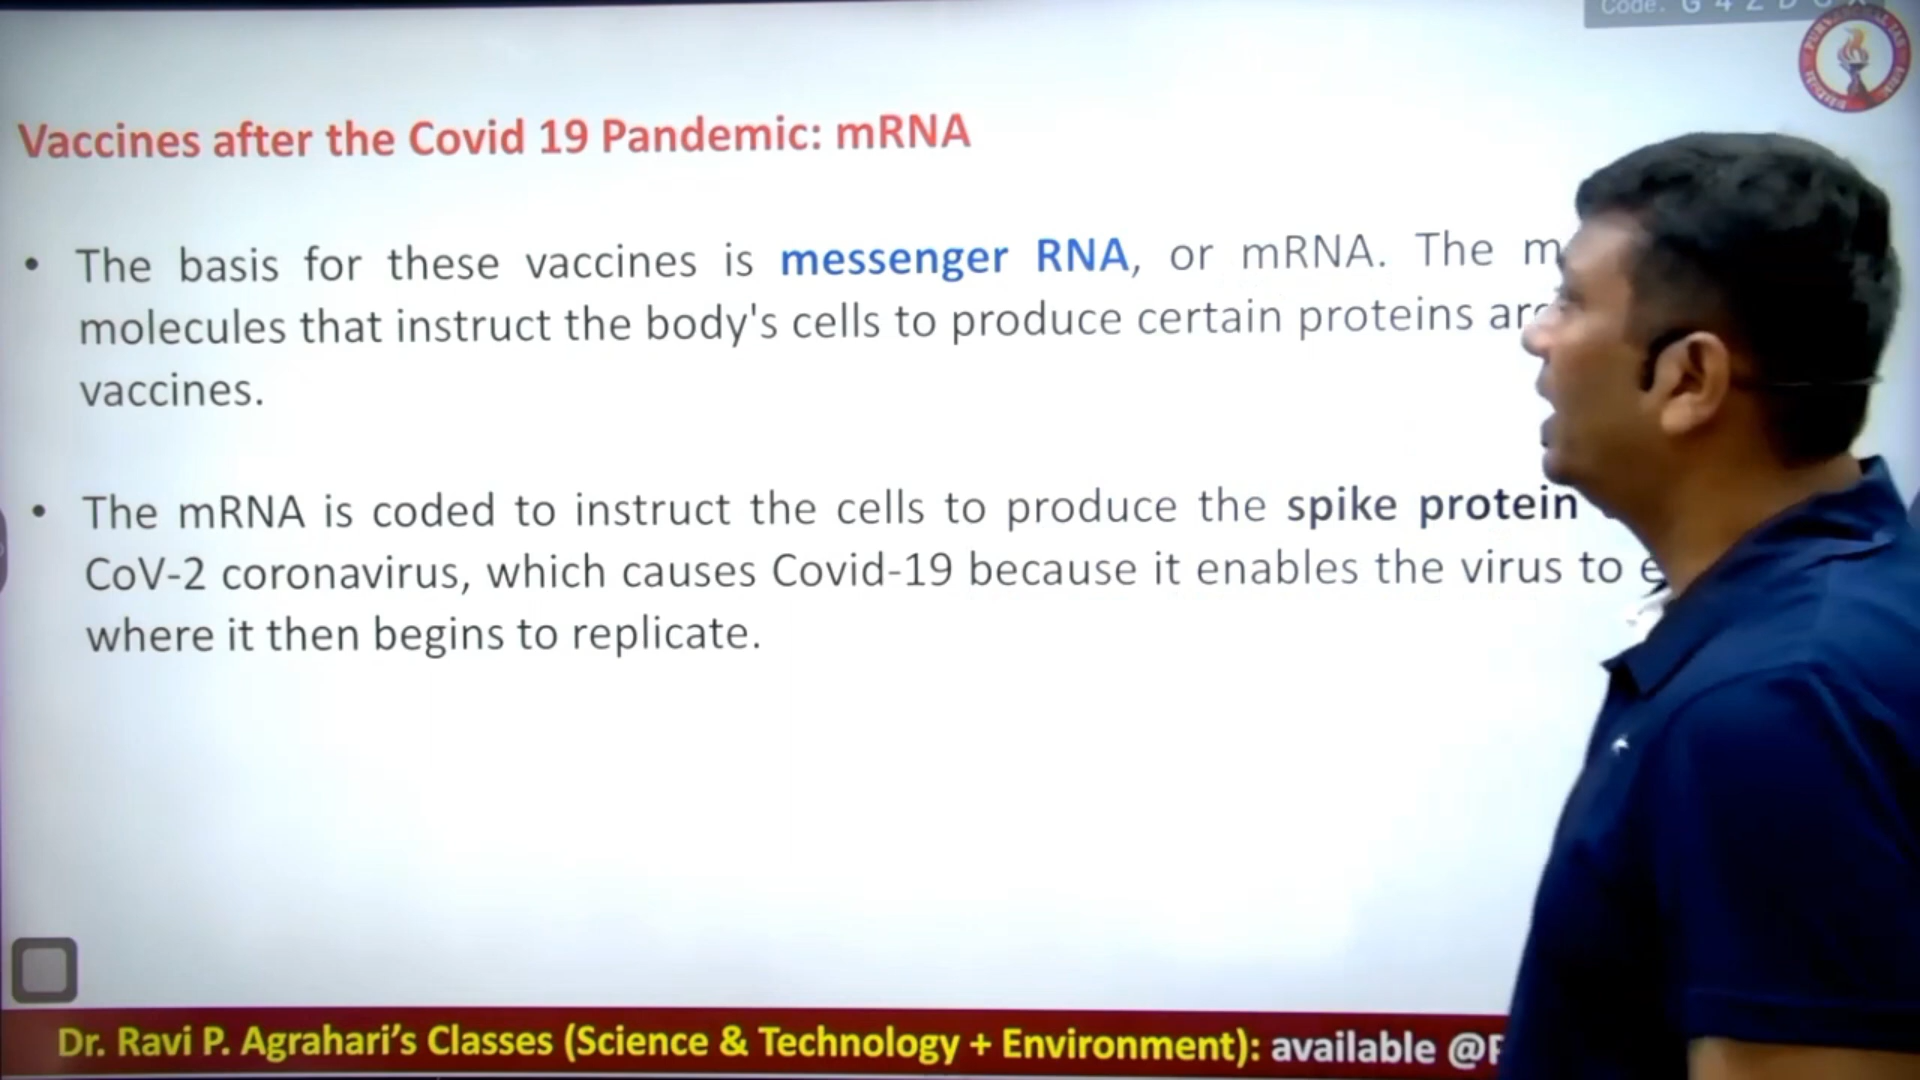 Code: G 4 Z D
Vaccines after the Covid 19 Pandemic: mRNA
• The basis for these vaccines is messenger RNA, or mRNA. The m
molecules that instruct the body's cells to produce certain proteins ar
vaccines.
• The mRNA is coded to instruct the cells to produce the spike protein
CoV-2 coronavirus, which causes Covid-19 because it enables the virus to e
where it then begins to replicate.
Dr. Ravi P. Agrahari’s Classes (Science & Technology + Environment): available @